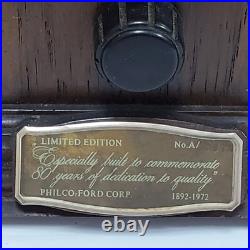 LIMITED EDITION No. A/
"Especially built to commemorate
80 years of dedication to quality"
PHILCO-FORD CORP. 1892-1972